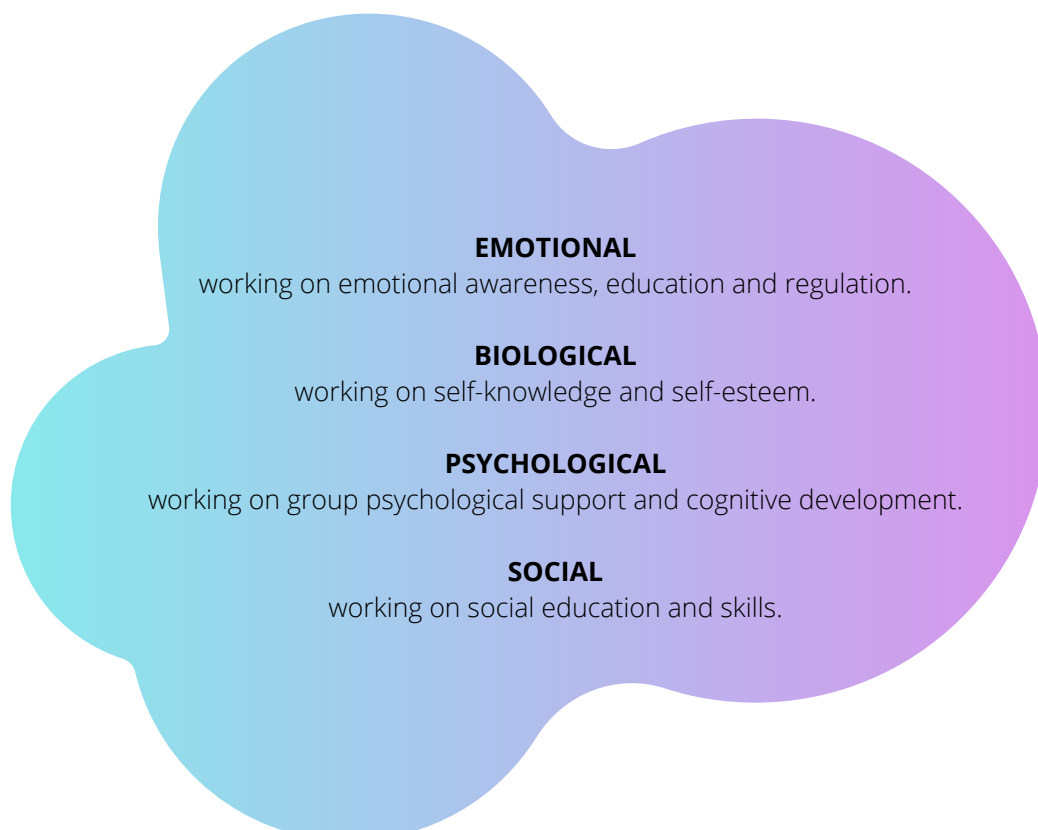 EMOTIONAL
working on emotional awareness, education and regulation.
BIOLOGICAL
working on self-knowledge and self-esteem.
PSYCHOLOGICAL
working on group psychological support and cognitive development.
SOCIAL
working on social education and skills.